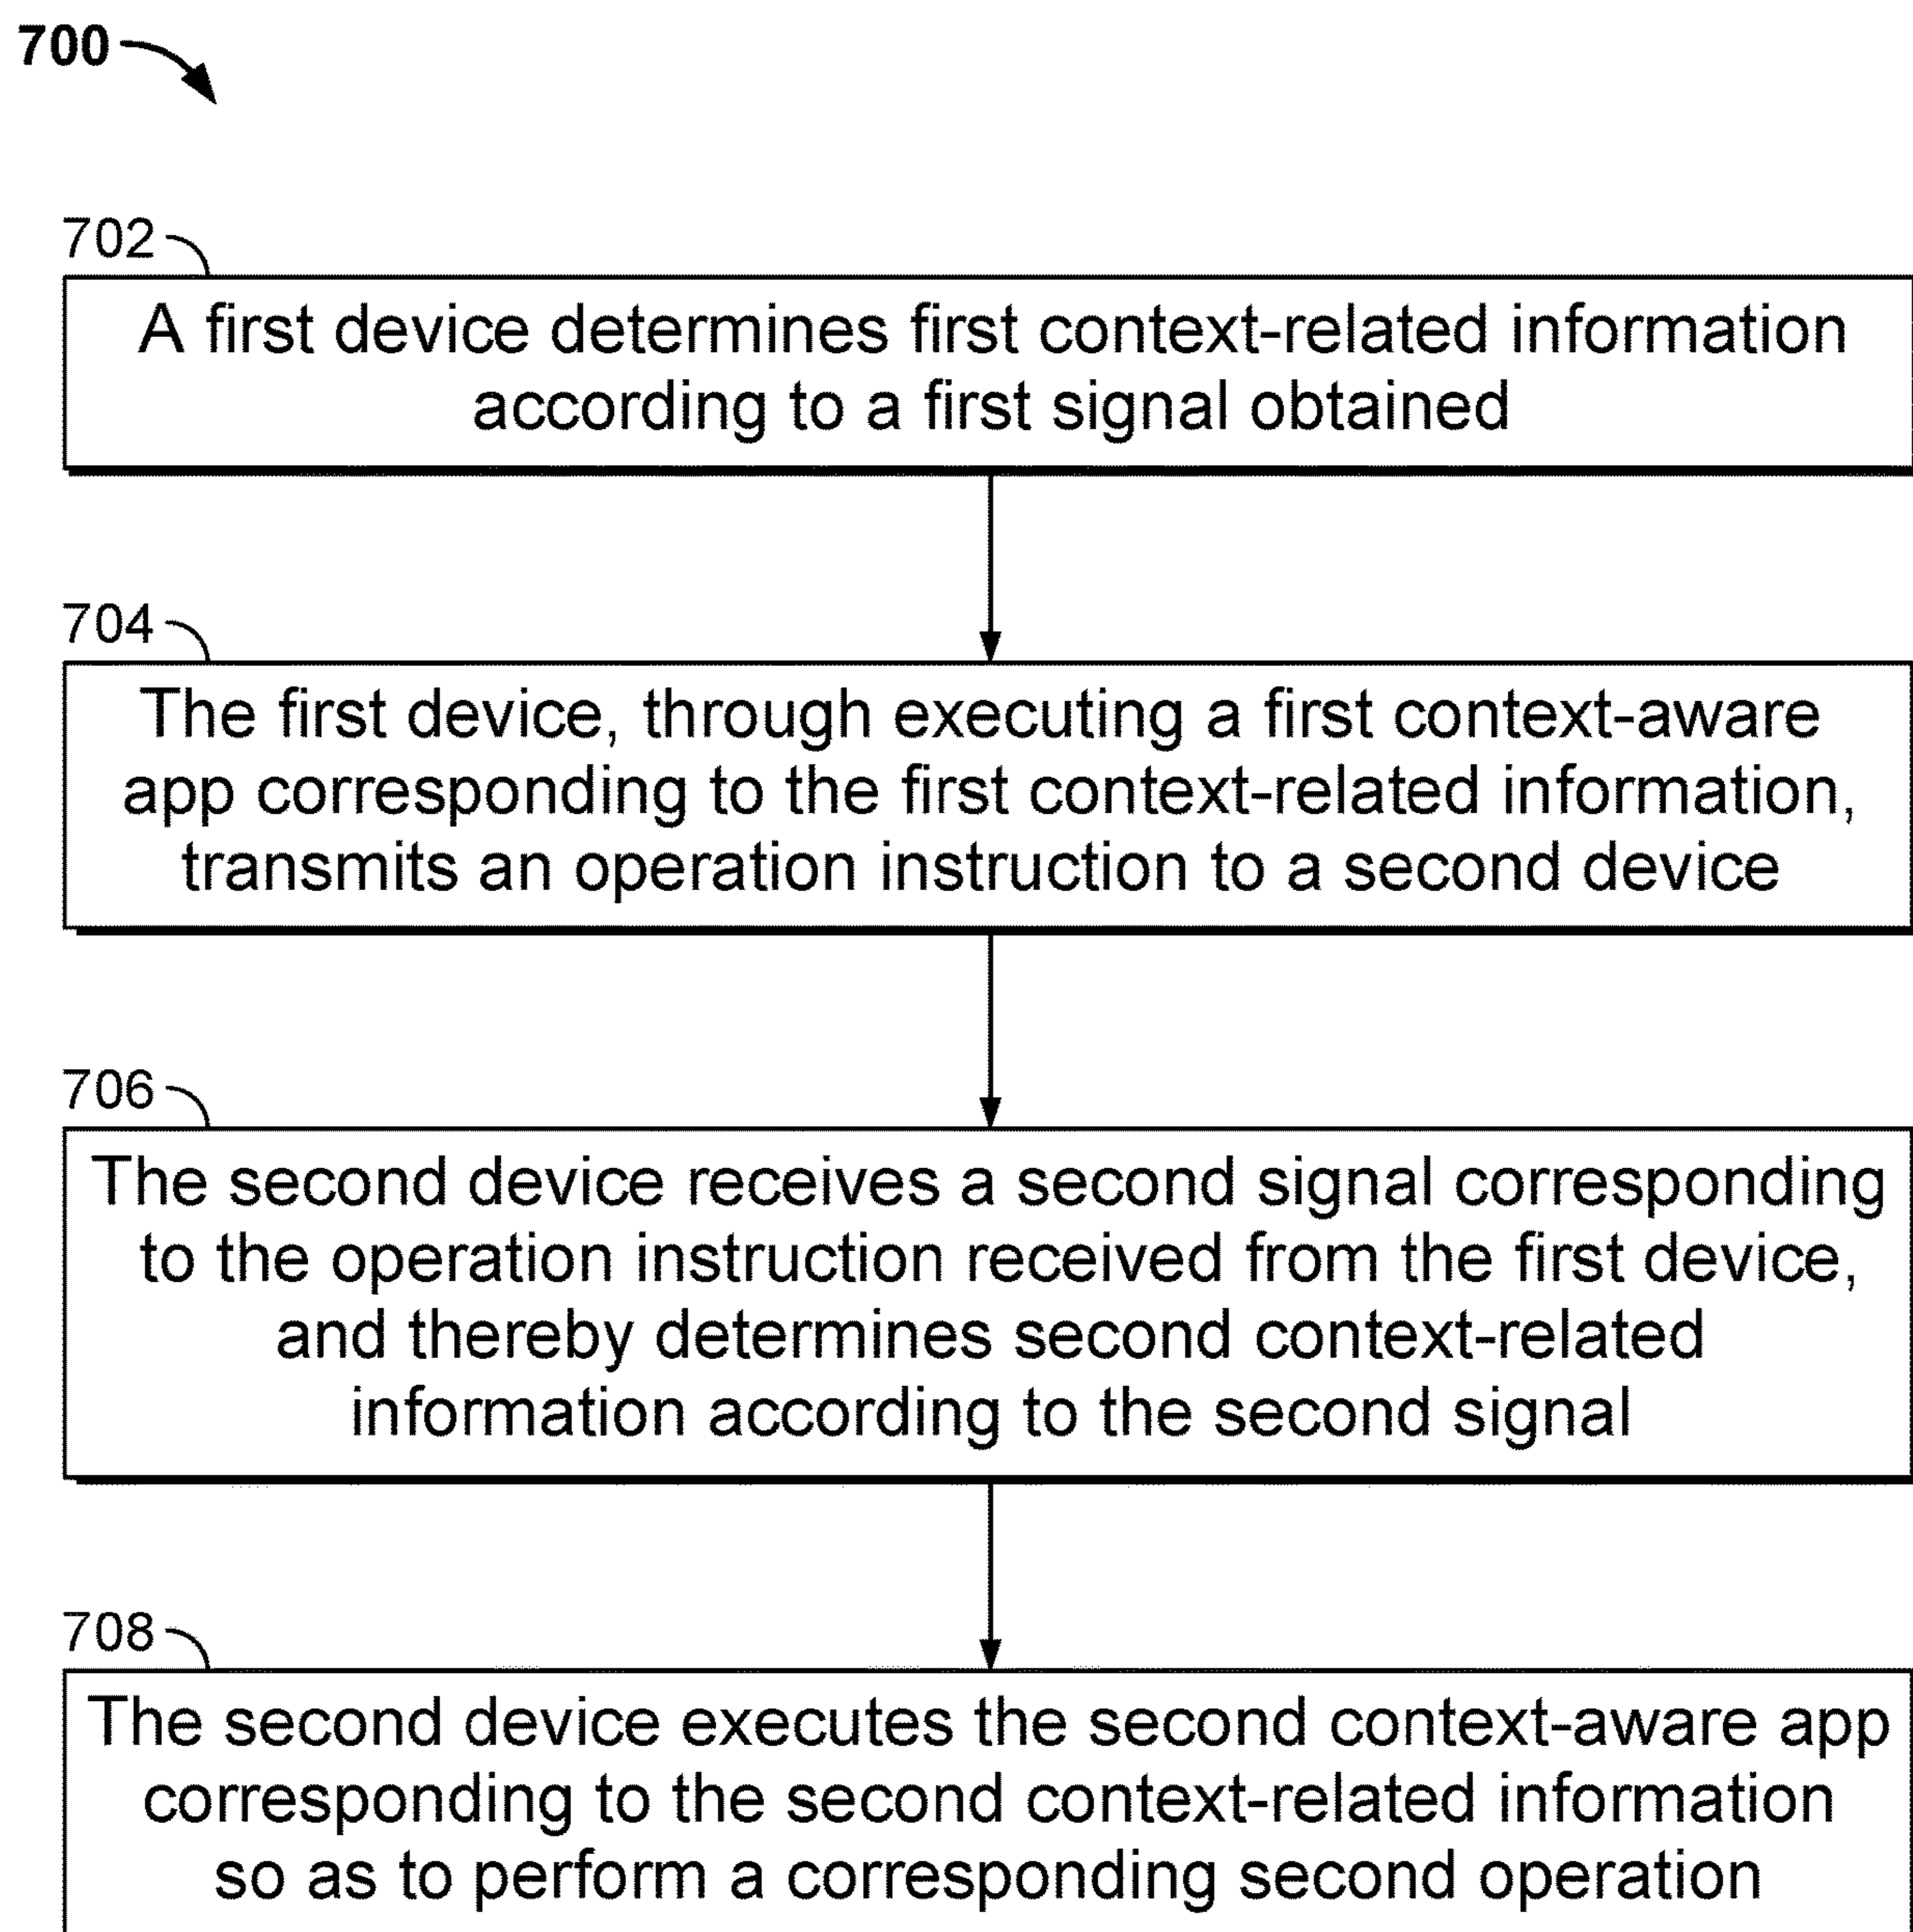 700
702
A first device determines first context-related information
according to a first signal obtained
704
The first device, through executing a first context-aware
app corresponding to the first context-related information,
transmits an operation instruction to a second device
706
The second device receives a second signal corresponding
to the operation instruction received from the first device,
and thereby determines second context-related
information according to the second signal
708
The second device executes the second context-aware app
corresponding to the second context-related information
so as to perform a corresponding second operation